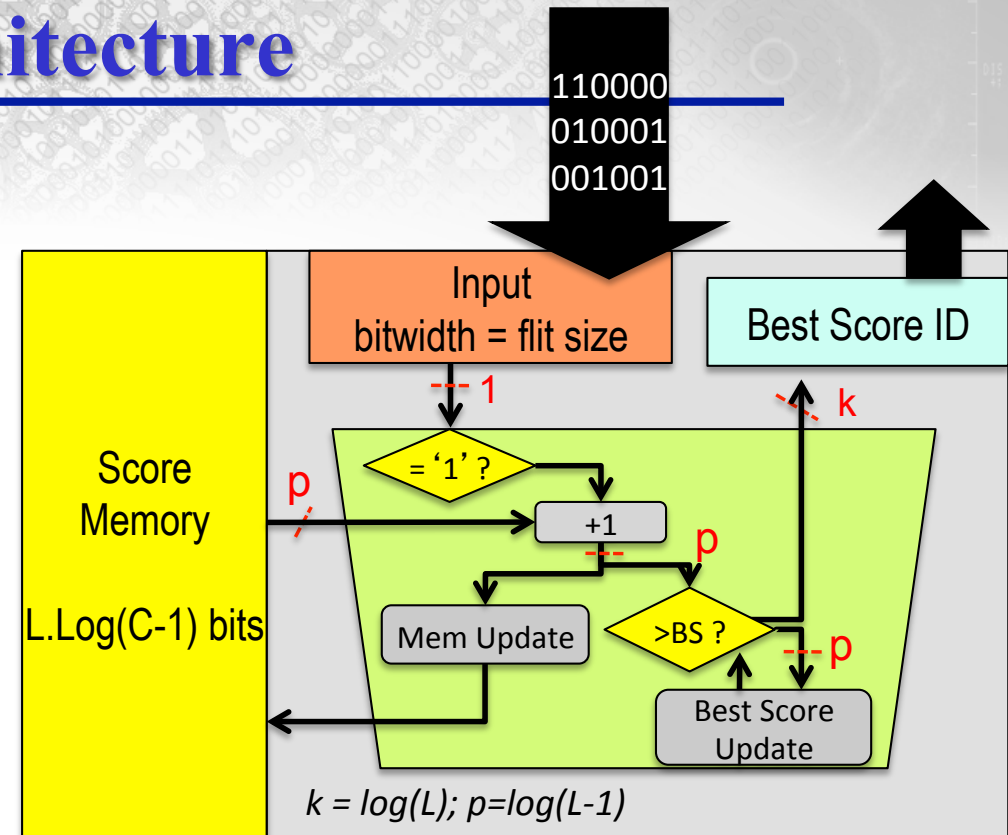 itecture
110000
010001
001001
Input
bitwidth = flit size
Best Score ID
1
k
Score
Memory
L.Log(C-1) bits
p
= ‘1’ ?
+1
p
Mem Update
>BS ?
p
Best Score
Update
k = log(L); p=log(L-1)